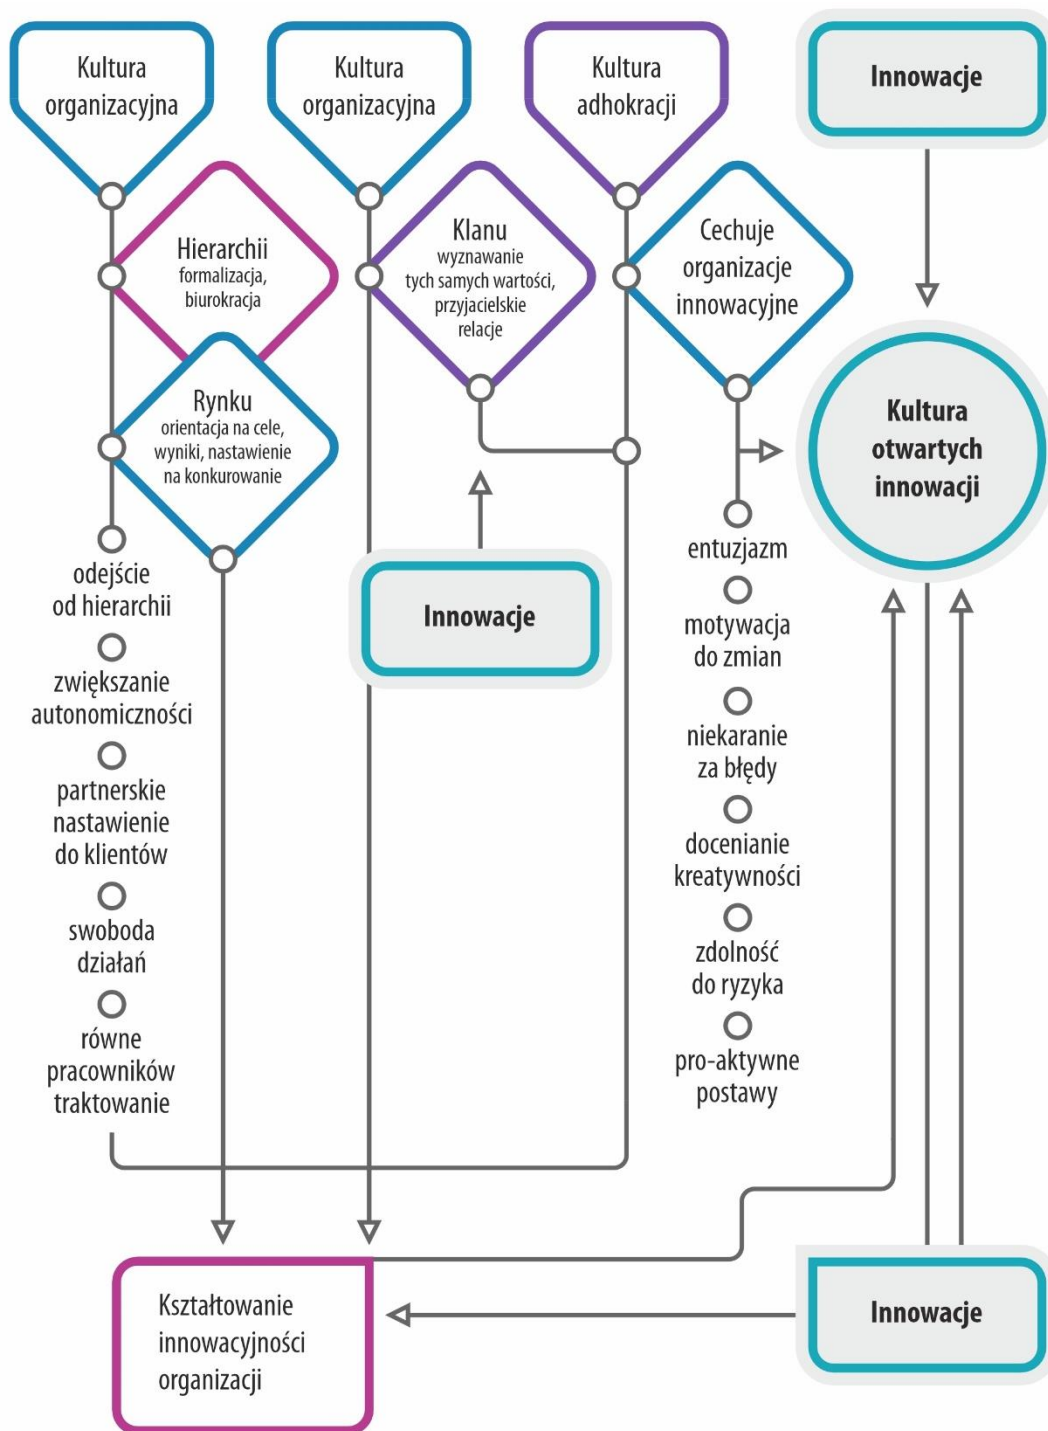 Kultura
organizacyjna
Kultura
organizacyjna
Kultura
adhokracji
Innowacje
Hierarchii
formalizacja,
biurokracja
Klanu
wyznawanie
tych samych wartości,
przyjacielskie
relacje
Cechuje
organizacje
innowacyjne
Rynku
orientacja na cele,
wyniki, nastawienie
na konkurowanie
Kultura
otwartych
innowacji
odejście
od hierarchii
zwiększanie
autonomiczności
partnerskie
nastawienie
do klientów
swoboda
działań
równe
pracowników
traktowanie
Innowacje
entuzjazm
motywacja
do zmian
niekaranie
za błędy
docenianie
kreatywności
zdolność
do ryzyka
pro-aktywne
postawy
Kształtowanie
innowacyjności
organizacji
Innowacje